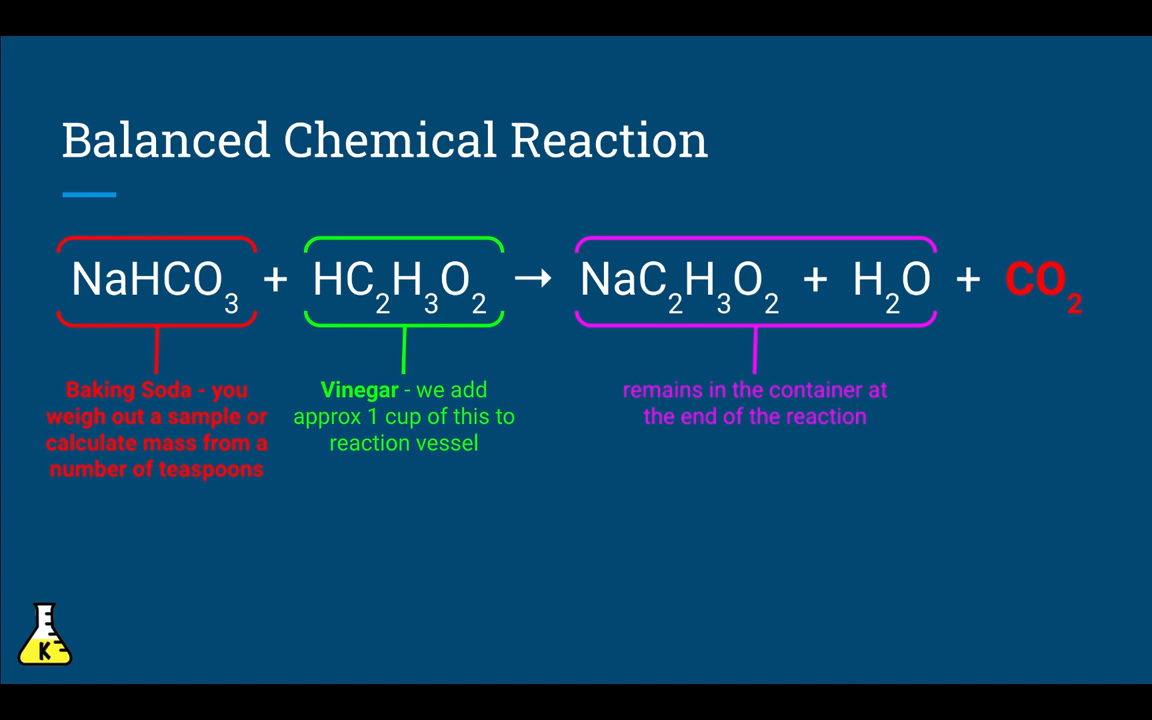 Balanced Chemical Reaction
NaHCO₃ + HC₂H₃O₂ → NaC₂H₃O₂ + H₂O + CO₂
Baking Soda - you
weigh out a sample or
calculate mass from a
number of teaspoons
Vinegar - we add
approx 1 cup of this to
reaction vessel
remains in the container at
the end of the reaction
K